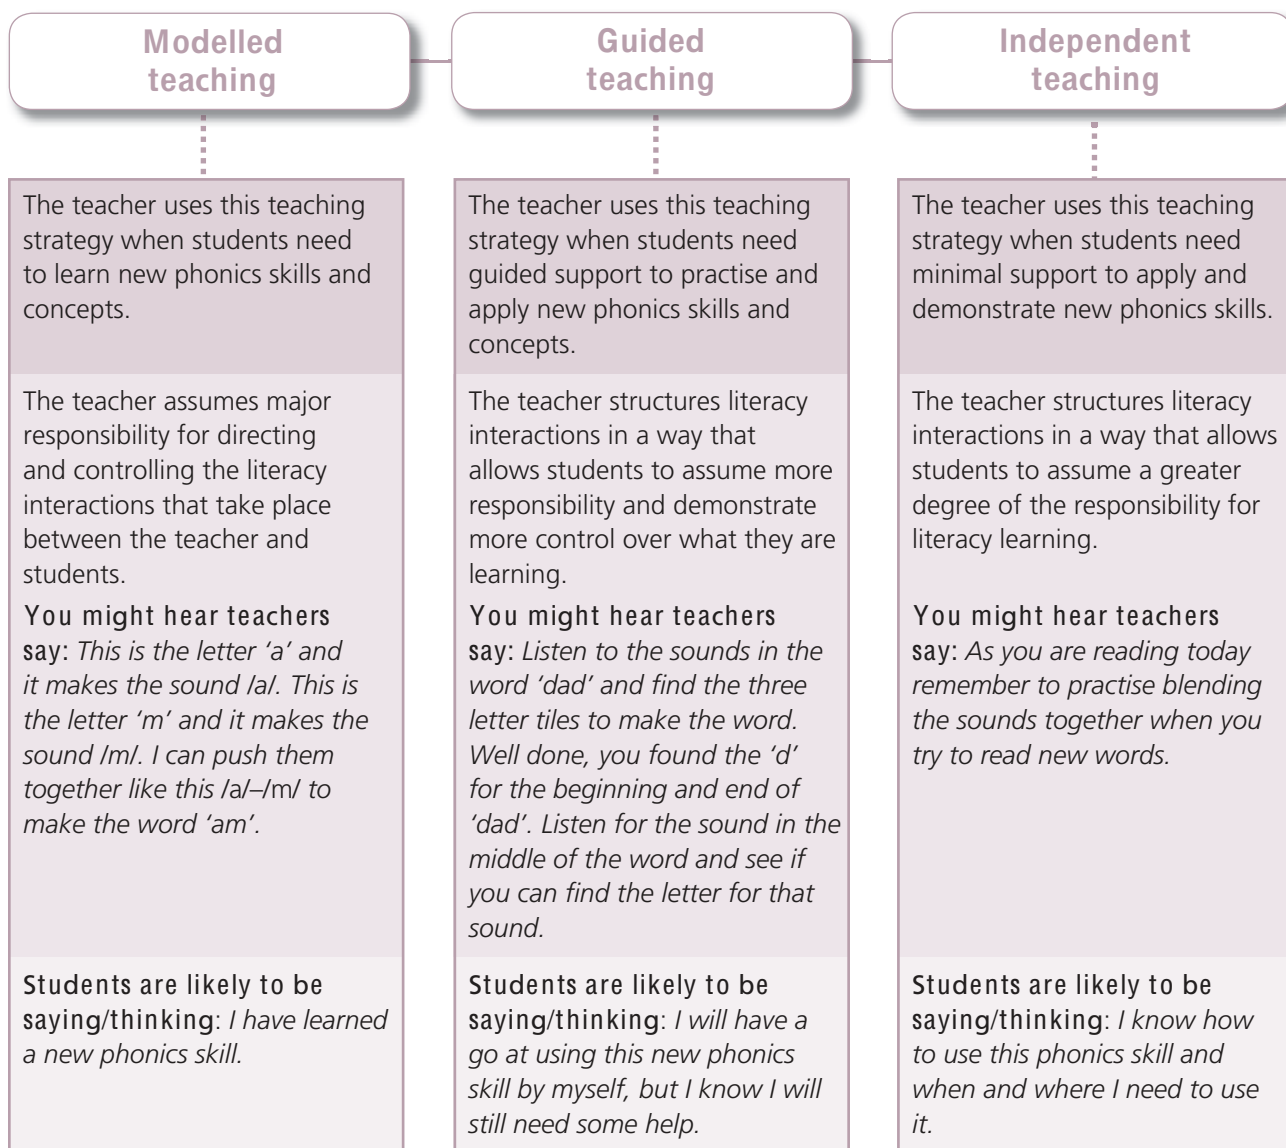 Modelled
teaching
Guided
teaching
Independent
teaching
The teacher uses this teaching
strategy when students need
to learn new phonics skills and
concepts.
The teacher assumes major
responsibility for directing
and controlling the literacy
interactions that take place
between the teacher and
students.
You might hear teachers
say: This is the letter ‘a’ and
it makes the sound /a/. This is
the letter ‘m’ and it makes the
sound /m/. I can push them
together like this /a/–/m/ to
make the word ‘am’.
Students are likely to be
saying/thinking: I have learned
a new phonics skill.
The teacher uses this teaching
strategy when students need
guided support to practise and
apply new phonics skills and
concepts.
The teacher structures literacy
interactions in a way that
allows students to assume more
responsibility and demonstrate
more control over what they are
learning.
You might hear teachers
say: Listen to the sounds in the
word ‘dad’ and find the three
letter tiles to make the word.
Well done, you found the ‘d’
for the beginning and end of
‘dad’. Listen for the sound in the
middle of the word and see if
you can find the letter for that
sound.
Students are likely to be
saying/thinking: I will have a
go at using this new phonics
skill by myself, but I know I will
still need some help.
The teacher uses this teaching
strategy when students need
minimal support to apply and
demonstrate new phonics skills.
The teacher structures literacy
interactions in a way that allows
students to assume a greater
degree of the responsibility for
literacy learning.
You might hear teachers
say: As you are reading today
remember to practise blending
the sounds together when you
try to read new words.
Students are likely to be
saying/thinking: I know how
to use this phonics skill and
when and where I need to use
it.